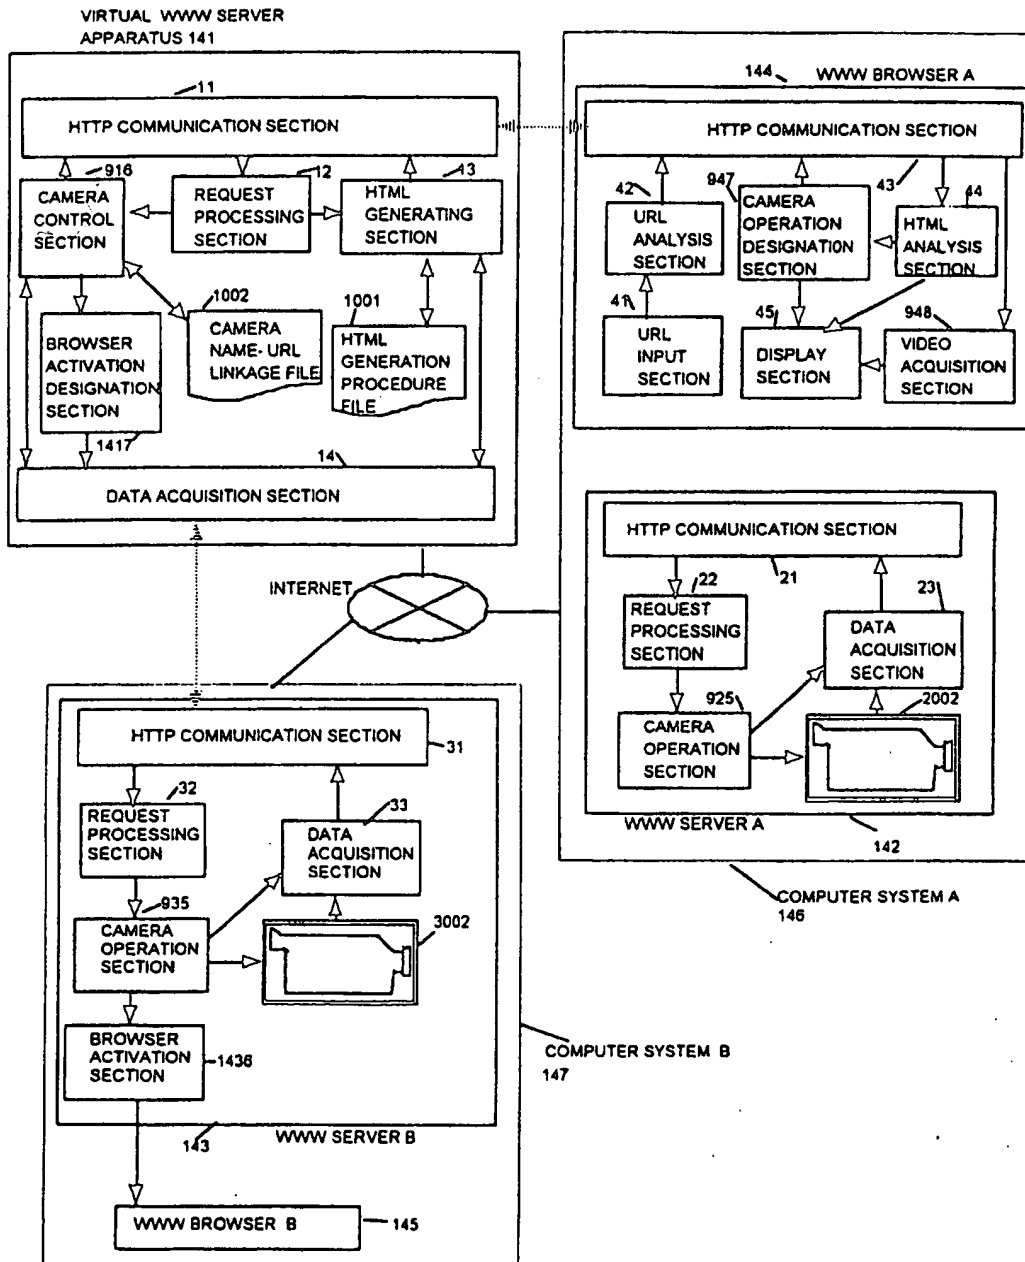 VIRTUAL WWW SERVER
APPARATUS 141
11
HTTP COMMUNICATION SECTION
916
CAMERA
CONTROL
SECTION
12
REQUEST
PROCESSING
SECTION
13
HTML
GENERATING
SECTION
1002
CAMERA
NAME-URL
LINKAGE FILE
1001
HTML
GENERATION
PROCEDURE
FILE
BROWSER
ACTIVATION
DESIGNATION
SECTION
1417
14
DATA ACQUISITION SECTION
144
WWW BROWSER A
HTTP COMMUNICATION SECTION
43
42
URL
ANALYSIS
SECTION
947
CAMERA
OPERATION
DESIGNATION
SECTION
44
HTML
ANALYSIS
SECTION
41
URL
INPUT
SECTION
45
DISPLAY
SECTION
948
VIDEO
ACQUISITION
SECTION
INTERNET
HTTP COMMUNICATION SECTION
21
22
REQUEST
PROCESSING
SECTION
23
DATA
ACQUISITION
SECTION
925
CAMERA
OPERATION
SECTION
2002
WWW SERVER A
142
COMPUTER SYSTEM A
146
HTTP COMMUNICATION SECTION
31
32
REQUEST
PROCESSING
SECTION
33
DATA
ACQUISITION
SECTION
935
CAMERA
OPERATION
SECTION
3002
BROWSER
ACTIVATION
SECTION
1436
143
WWW SERVER B
COMPUTER SYSTEM B
147
WWW BROWSER B
145